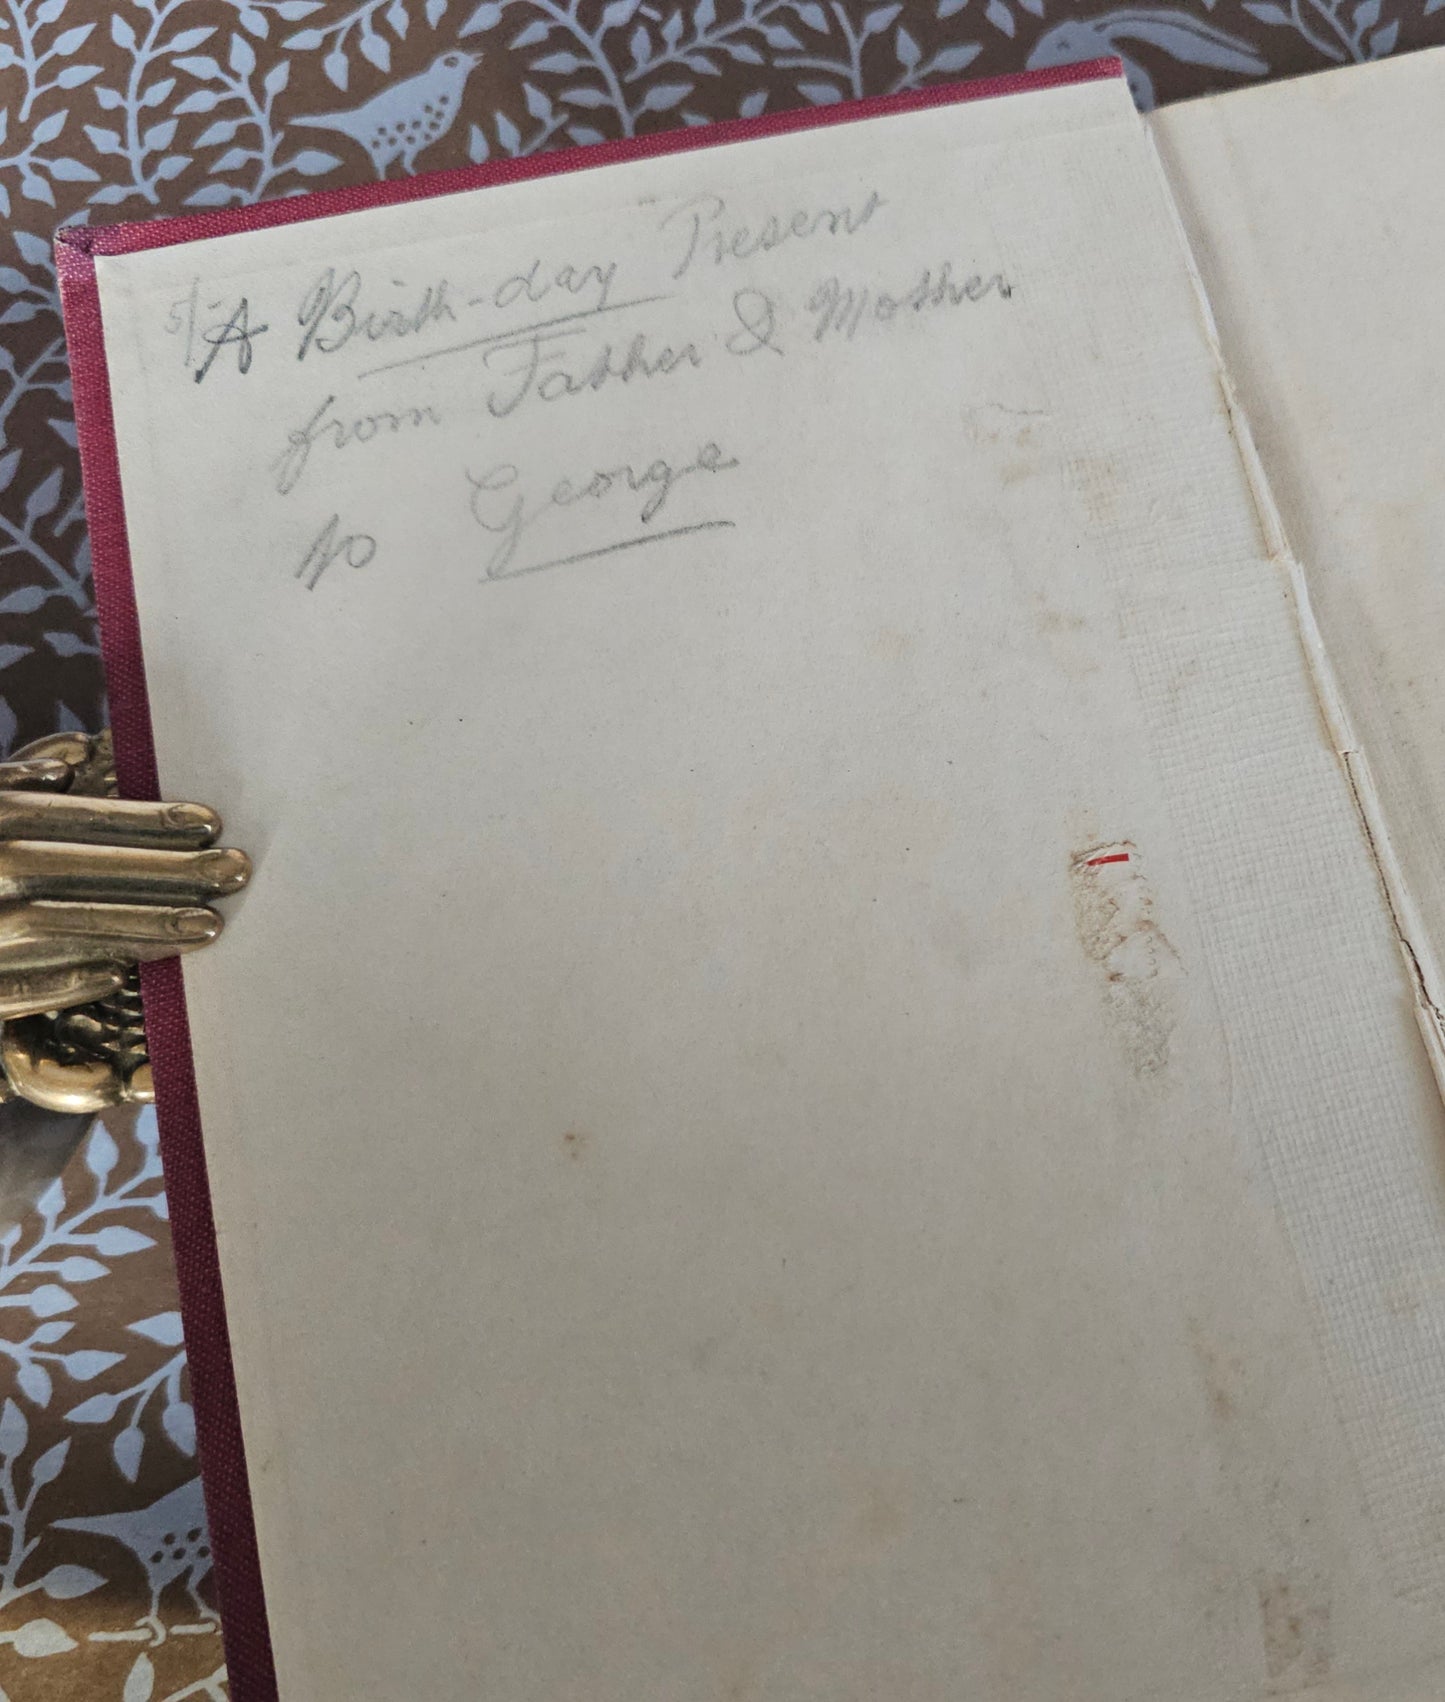 5/- A Birth-day Present
from Father & Mother
to George